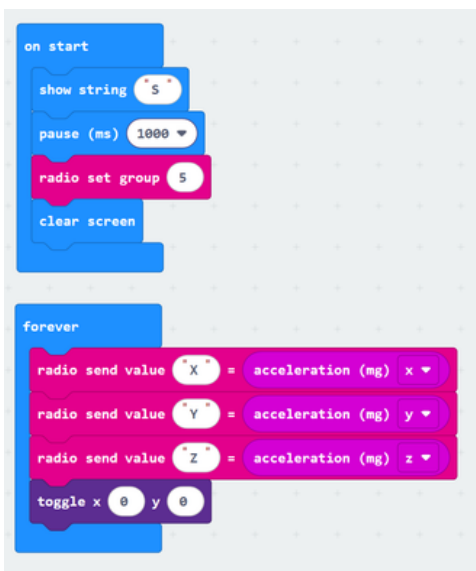 on start
show string "S"
pause (ms) 1000
radio set group 5
clear screen
forever
radio send value "X" = acceleration (mg) x
radio send value "Y" = acceleration (mg) y
radio send value "Z" = acceleration (mg) z
toggle x 0 y 0